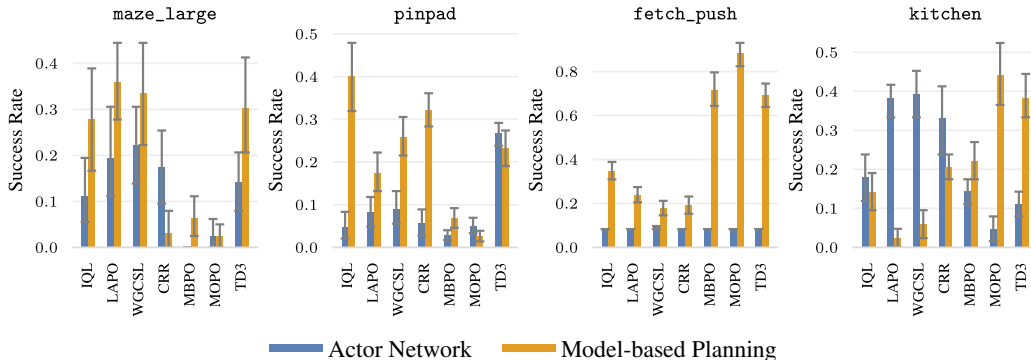 maze_large
Success Rate
0.4
0.3
0.2
0.1
0.0
IQL
LAPO
WGCSL
CRR
MBPO
MOPO
TD3
pinpad
Success Rate
0.5
0.4
0.3
0.2
0.1
0.0
IQL
LAPO
WGCSL
CRR
MBPO
MOPO
TD3
fetch_push
Success Rate
0.8
0.6
0.4
0.2
0.0
IQL
LAPO
WGCSL
CRR
MBPO
MOPO
TD3
kitchen
Success Rate
0.5
0.4
0.3
0.2
0.1
0.0
IQL
LAPO
WGCSL
CRR
MBPO
MOPO
TD3
Actor Network
Model-based Planning